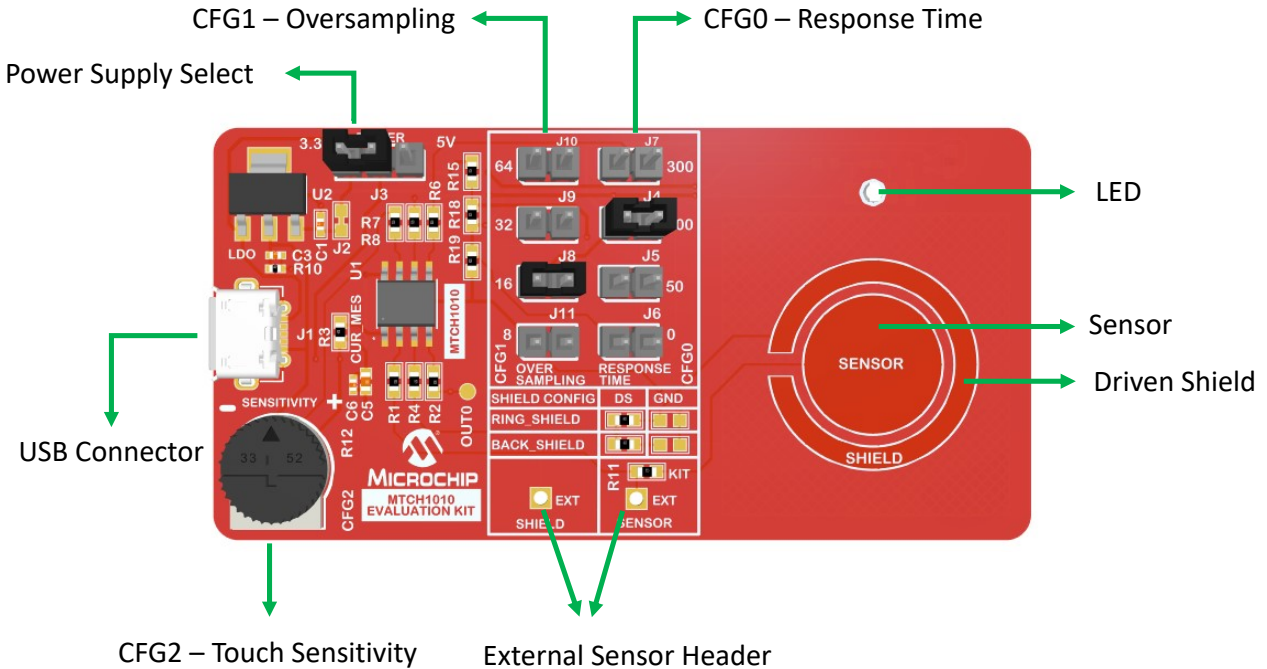 CFG1 – Oversampling
CFG0 – Response Time
Power Supply Select
3.3
ER
5V
J3
U2
C1
J2
LDO
C3
R10
R7
R8
R6
R15
R18
R19
U1
MTCH1010
J1
R3
CUR_MES
C6
C5
R1
R4
R2
OUT0
- SENSITIVITY +
33
52
R12
CFG2
MICROCHIP
MTCH1010
EVALUATION KIT
J10
64
J9
32
J8
16
J11
8
CFG1
OVER
SAMPLING
J7
300
J4
00
J5
50
J6
0
CFG0
RESPONSE
TIME
SHIELD CONFIG DS GND
RING_SHIELD
BACK_SHIELD
R11
KIT
EXT
EXT
SHIELD
SENSOR
LED
Sensor
SENSOR
Driven Shield
SHIELD
USB Connector
CFG2 – Touch Sensitivity
External Sensor Header